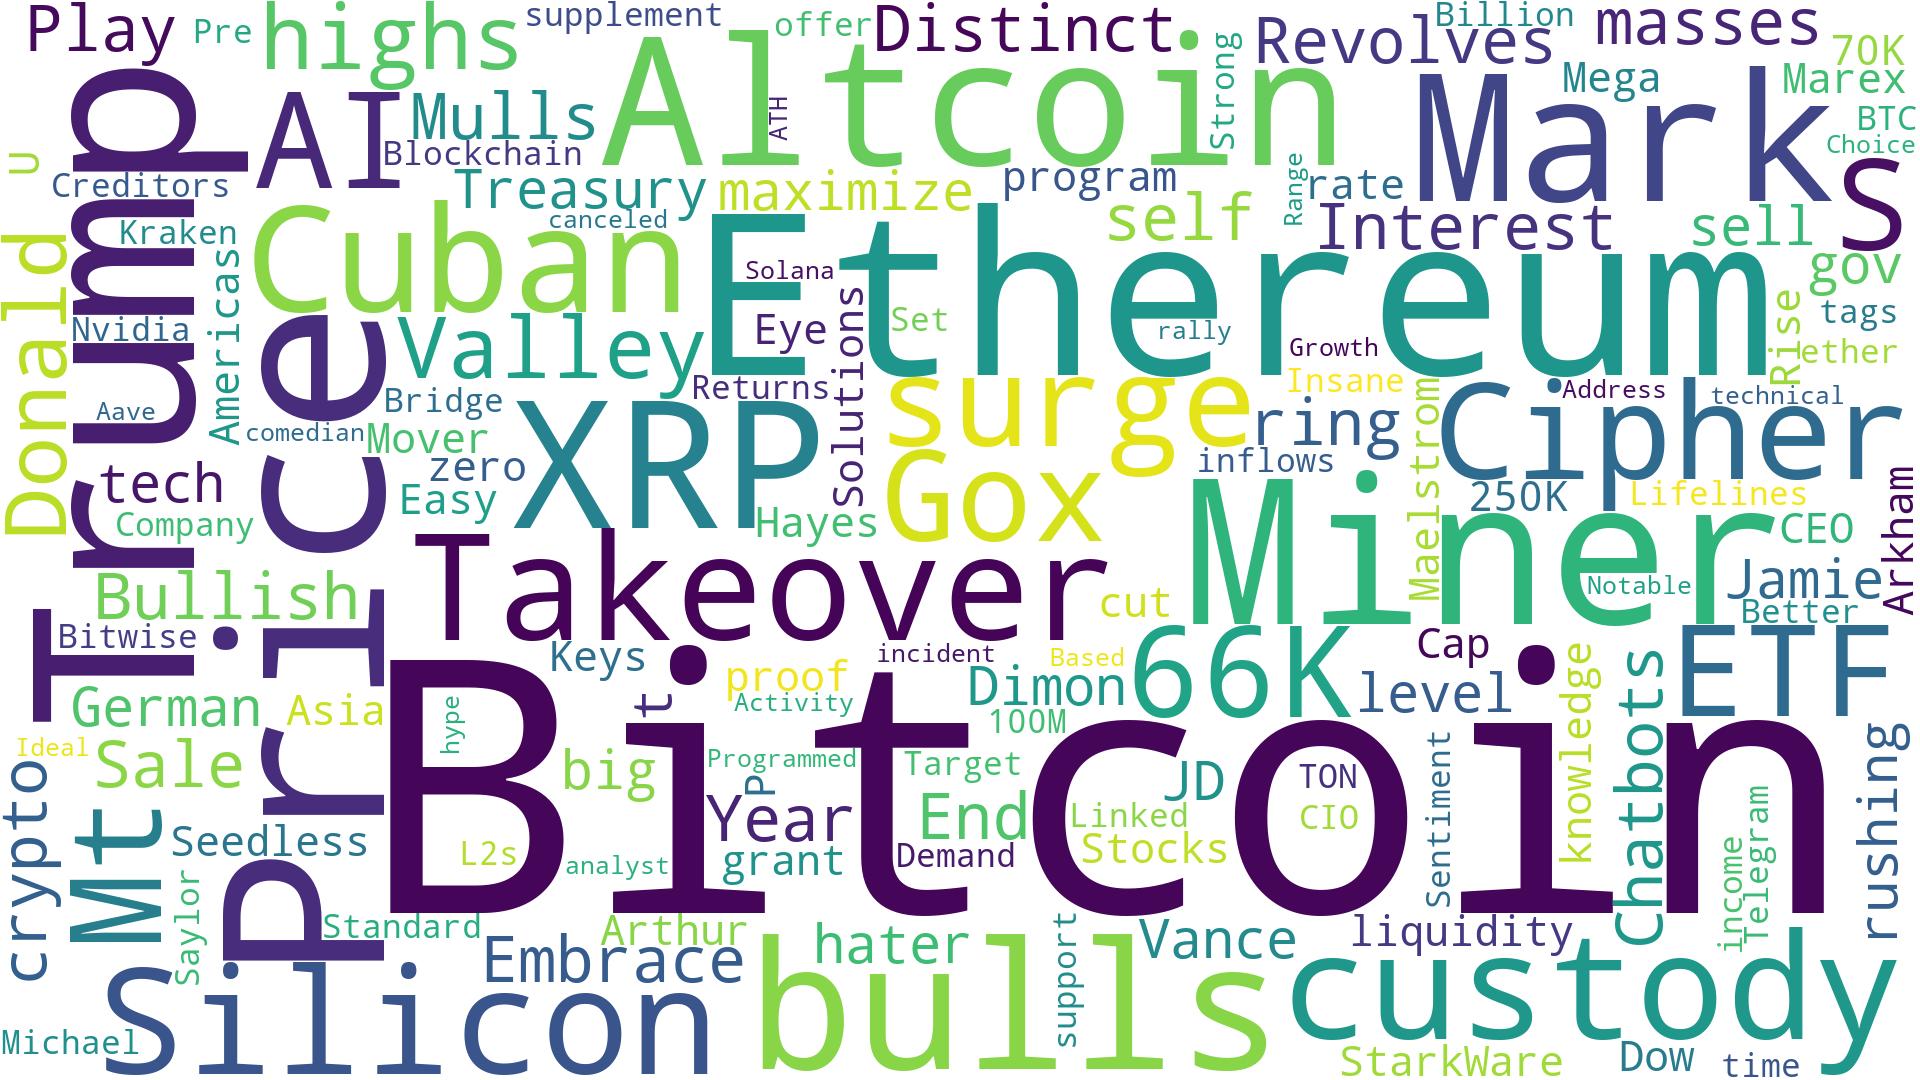 Play
Pre
highs
supplement
offer
Distinct
Revolves
Billion
masses
70K
Trump
AI
Mulls
Altcoin
ATH
Strong
Mark
Mega
Marex
BTC
Choice
U
Creditors
Blockchain
Treasury
maximize
program
Range
rate
S
Donald
Kraken
Americas
Cuban
canceled
Ethereum
self
Interest
sell
gov
Nvidia
Valley
Solana
Eye
Solutions
Set
rally
Growth
Rise
tags
ether
Aave
Price
comedian
Bridge
Returns
surge
Insane
ring
Maelstrom
Cipher
Address
technical
tech
Mover
zero
Easy
XRP
Gox
Hayes
inflows
250K
Lifelines
Arkham
Company
Takeover
Miner
CEO
Bullish
cut
Notable
Jamie
Better
Bitwise
Keys
proof
incident
Based
66K
Cap
ETF
German
Asia
Bitcoin
hype
t
Activity
Dimon
100M
level
knowledge
Chatbots
Ideal
Sale
crypto
Mt
big
Programmed
P
Target
JD
TON
Sentiment
rushing
Seedless
L2s
analyst
Year
grant
End
Demand
Linked
Stocks
CIO
income
Telegram
Saylor
Standard
Arthur
hater
support
Vance
liquidity
Silicon
Embrace
bulls
custody
Michael
StarkWare
Dow
time